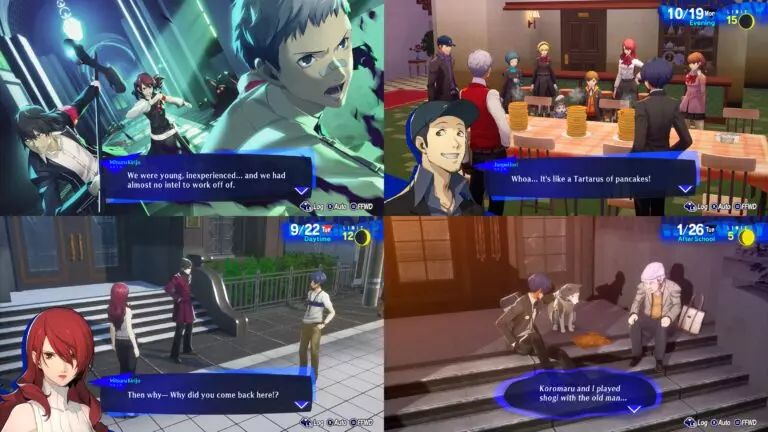 Mitsuru Kirijo
We were young, inexperienced... and we had
almost no intel to work off of.
Log Auto FFWD
10/19 Mon
Evening
LIMIT
15
Junpei Iori
Whoa... It's like a Tartarus of pancakes!
Log Auto FFWD
9/22 Tue
Daytime
LIMIT
12
Mitsuru Kirijo
Then why— Why did you come back here!?
Log Auto FFWD
1/26 Tue
After School
LIMIT
5
Koromaru and I played
shogi with the old man...
Log Auto FFWD